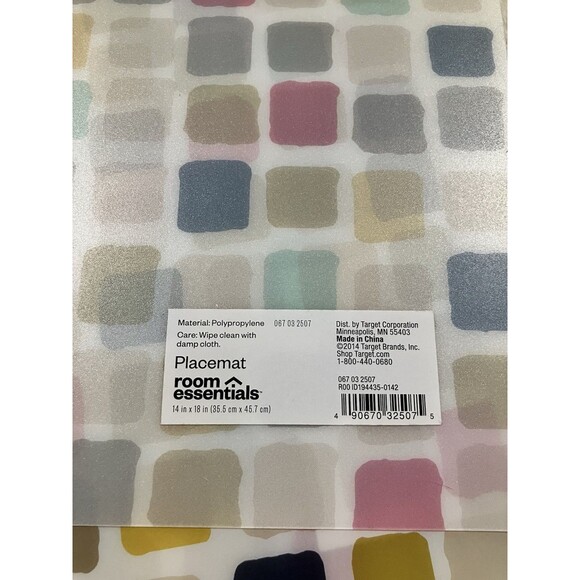 Material: Polypropylene 067 03 2507
Care: Wipe clean with
damp cloth.
Placemat
room
essentials™
14 in x 18 in (35.5 cm x 45.7 cm)
Dist. by Target Corporation
Minneapolis, MN 55403
Made in China
©2014 Target Brands, Inc.
Shop Target.com
1-800-440-0680
067 03 2507
R00 ID194435-0142
4 90670 32507 5